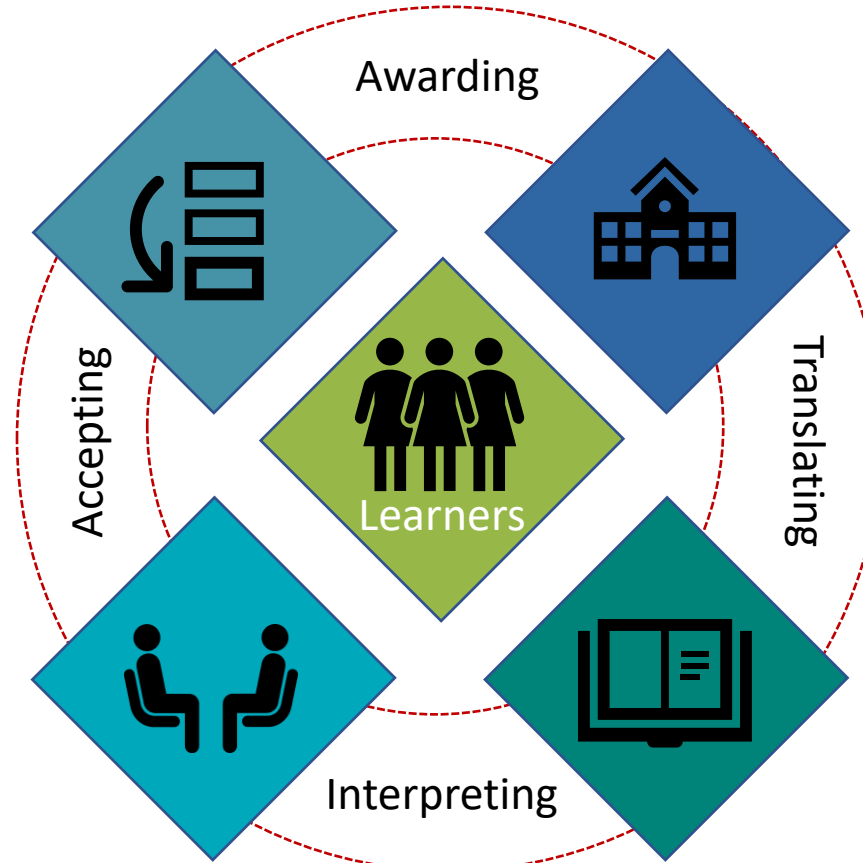 Awarding
Accepting
Translating
Learners
Interpreting